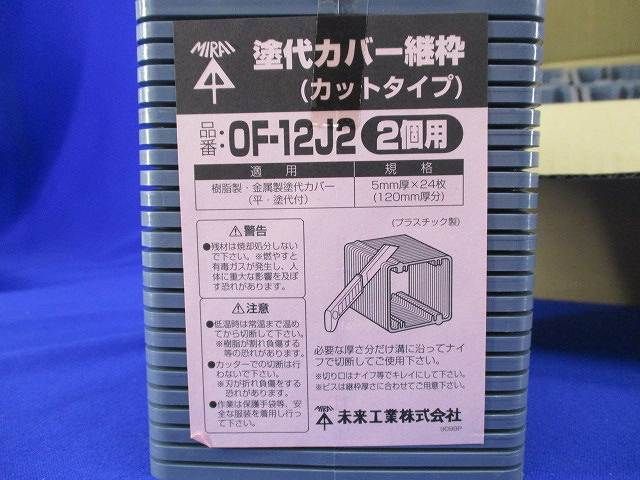 MIRAI
塗代カバー継枠
(カットタイプ)
品番:OF-12J2 2個用
適用 規格
樹脂製・金属製塗代カバー
(平・塗代付)
5mm厚×24枚
(120mm厚分)
⚠警告
●残材は焼却処分しない
で下さい。※燃やすと
有毒ガスが発生し、人
体に重大な影響を及ぼ
す恐れがあります。
⚠注意
●低温時は常温まで温め
てから切断して下さい。
※樹脂が割れ負傷する
等の恐れがあります。
●カッターでの切断は行
わないで下さい。
※刃が折れ負傷をする
恐れがあります。
●作業は保護手袋等、安
全な服装を着用し行っ
て下さい。
(プラスチック製)
必要な厚さ分だけ溝に沿ってナイ
フで切断してご使用下さい。
※切り口はナイフ等でキレイにして下さい。
※ビスは継枠厚さに合わせてご用意下さい。
MIRAI 未来工業株式会社